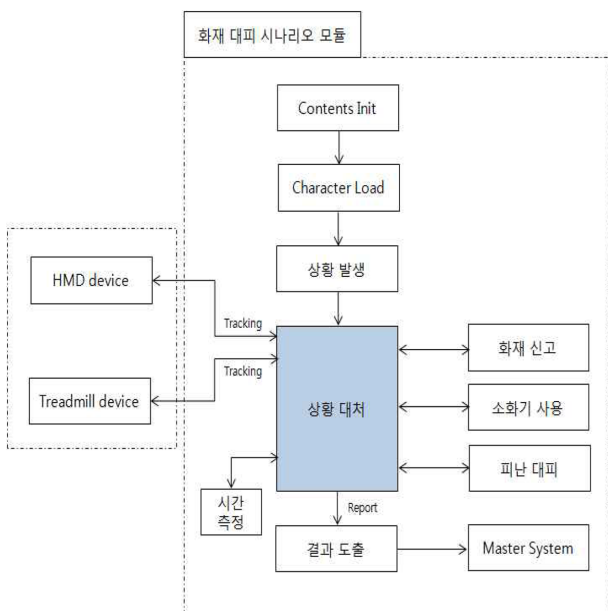 화재 대피 시나리오 모듈
Contents Init
Character Load
상황 발생
HMD device
Tracking
Tracking
Treadmill device
상황 대처
화재 신고
소화기 사용
피난 대피
시간
측정
Report
결과 도출
Master System